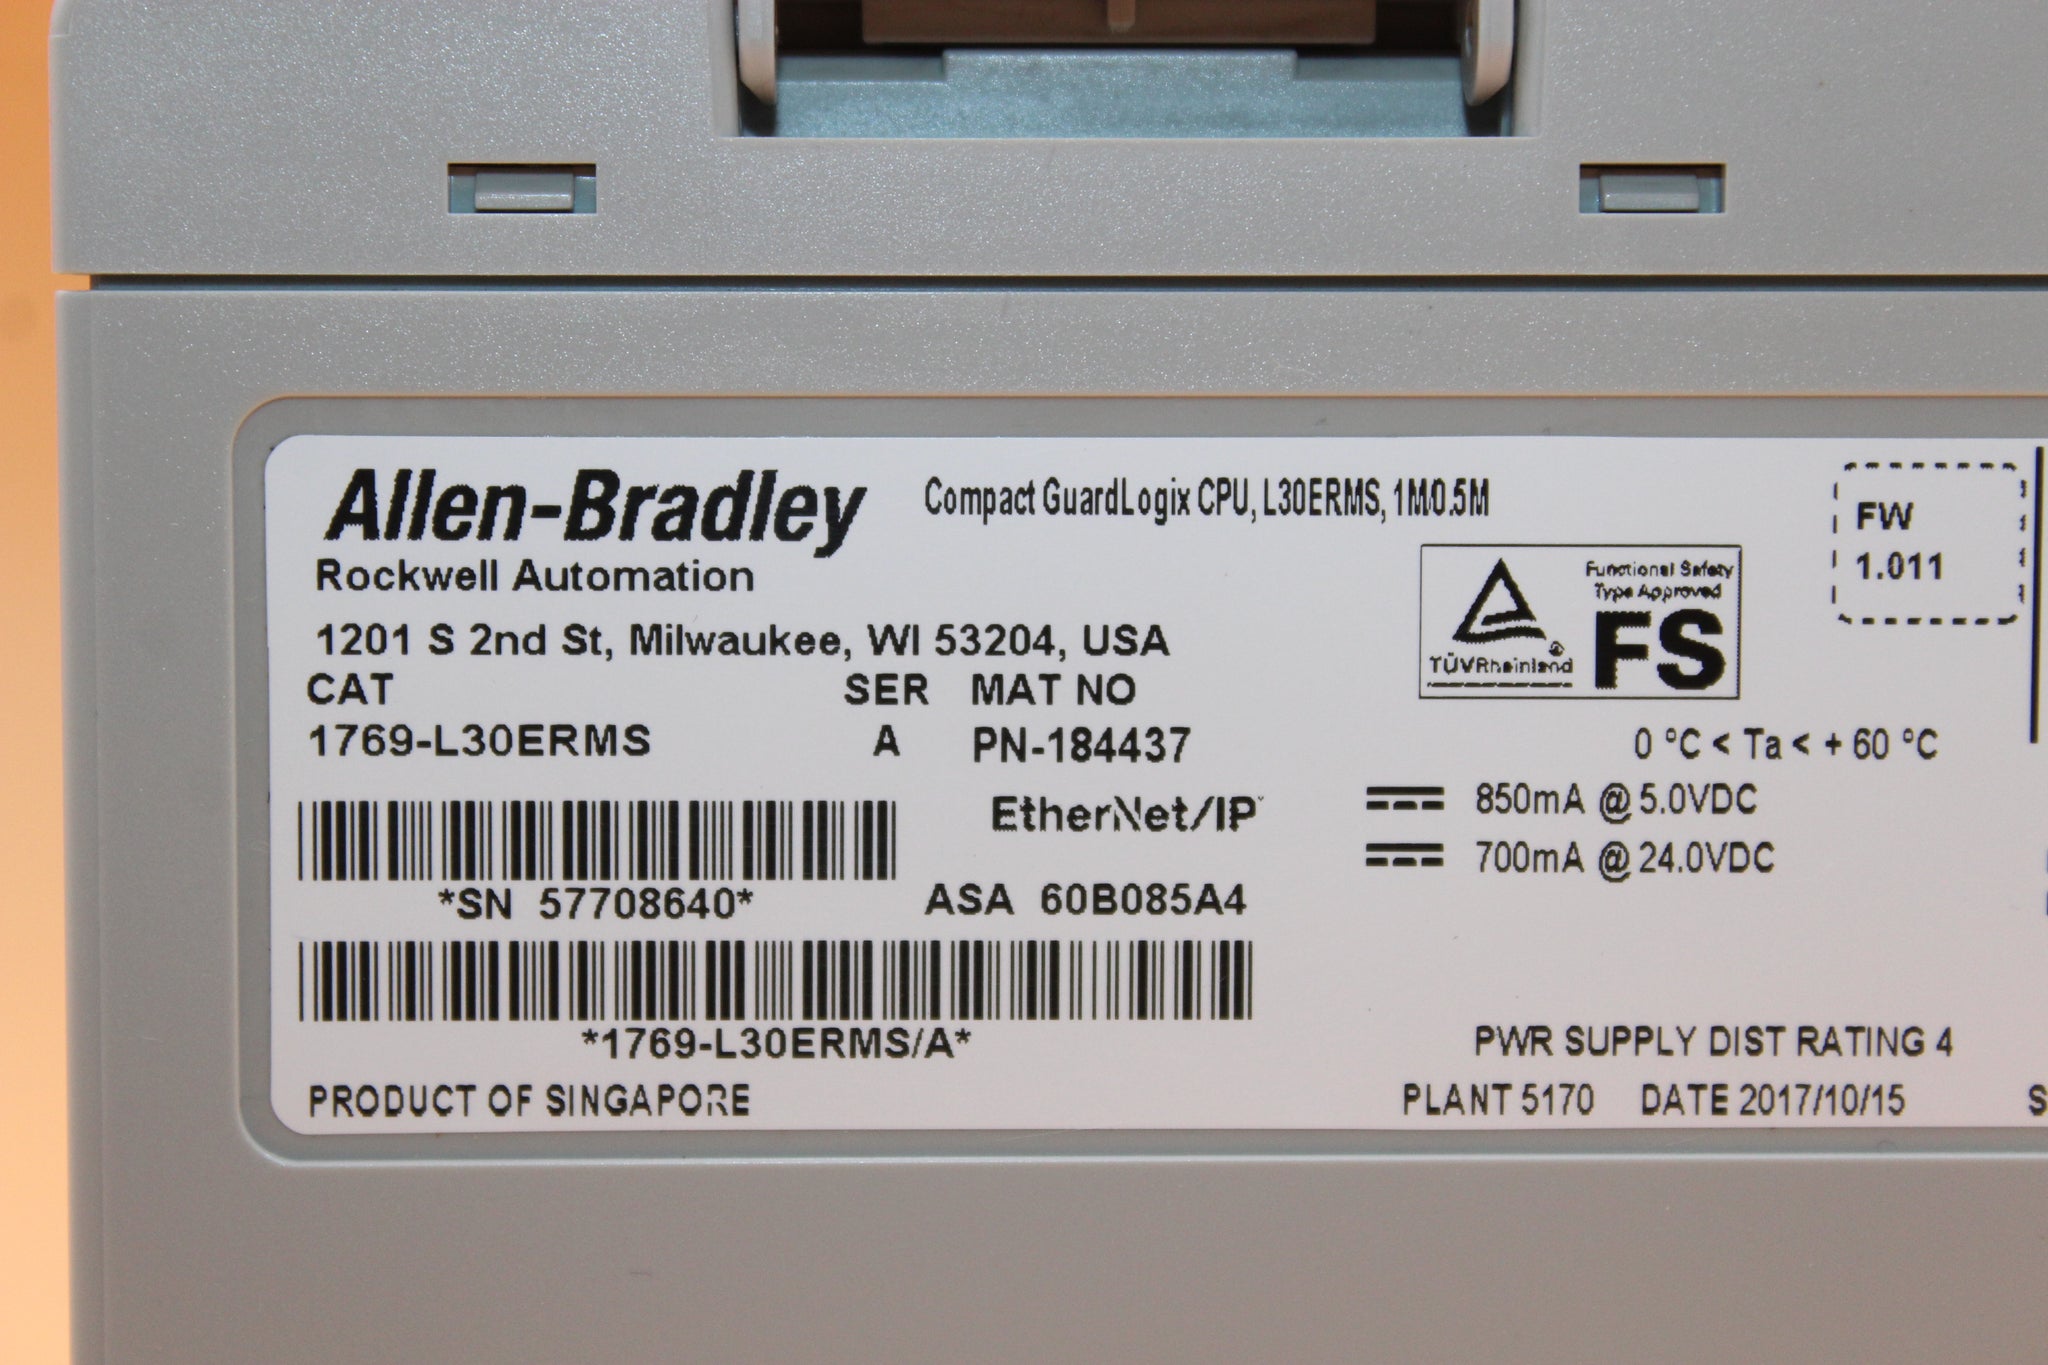 Allen-Bradley
Compact GuardLogix CPU, L30ERMS, 1M/0.5M
FW
1.011
Rockwell Automation
Functional Safety
Type Approved
FS
TÜVRheinland
1201 S 2nd St, Milwaukee, WI 53204, USA
CAT SER MAT NO
1769-L30ERMS A PN-184437
0 °C < Ta < + 60 °C
EtherNet/IP
850mA @ 5.0VDC
700mA @ 24.0VDC
*SN 57708640* ASA 60B085A4
*1769-L30ERMS/A*
PWR SUPPLY DIST RATING 4
PRODUCT OF SINGAPORE
PLANT 5170 DATE 2017/10/15